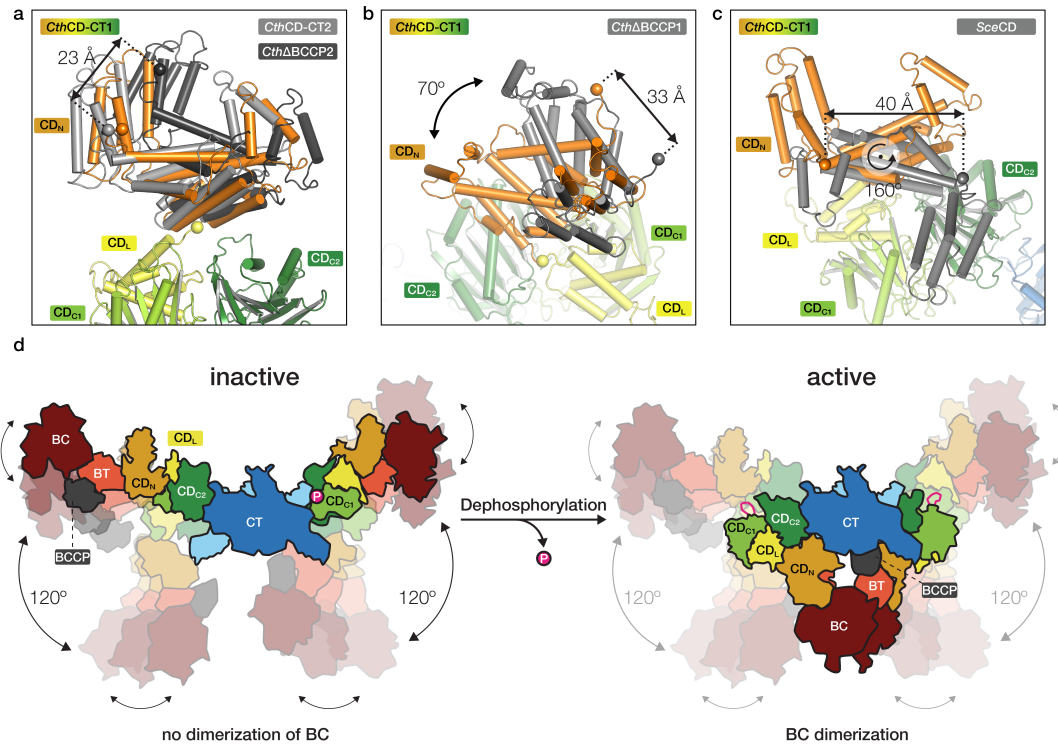 a
CthCD-CT1
CthCD-CT2
CthΔBCCP2
23 Å
CDN
CDL
CDC2
CDC1
b
CthCD-CT1
CthΔBCCP1
70º
33 Å
CDN
CDC1
CDC2
CDL
c
CthCD-CT1
SceCD
40 Å
CDN
CDC2
160º
CDL
CDC1
d
inactive
active
BC
CDL
BT
CDN
CDC2
P
CDC1
CT
BCCP
120º
120º
no dimerization of BC
Dephosphorylation
P
CDC1
CDC2
CT
CDL
CDN
BT
BCCP
BC
120º
120º
BC dimerization